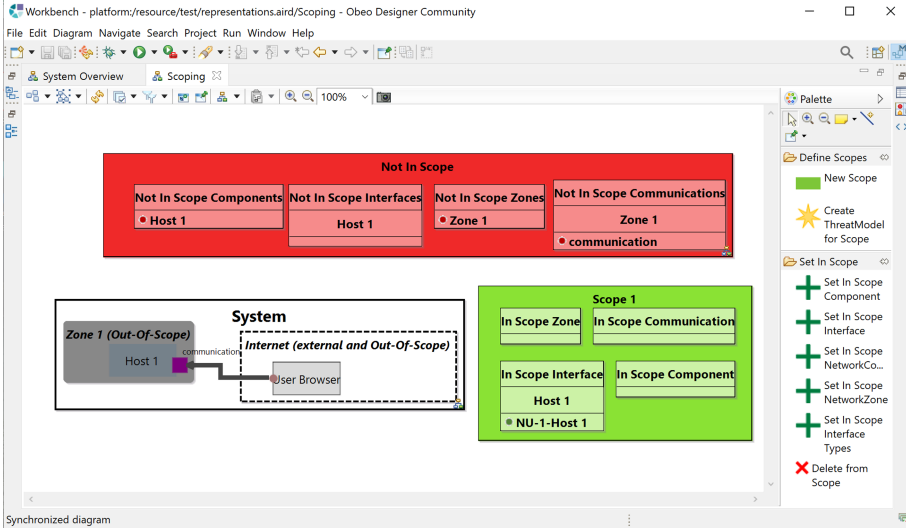 Workbench - platform:/resource/test/representations.aird/Scoping - Obeo Designer Community
File Edit Diagram Navigate Search Project Run Window Help
System Overview
Scoping
100%
Not In Scope
Not In Scope Components
Host 1
Not In Scope Interfaces
Host 1
Not In Scope Zones
Zone 1
Not In Scope Communications
Zone 1
communication
System
Zone 1 (Out-Of-Scope)
Host 1
communication
Internet (external and Out-Of-Scope)
User Browser
Scope 1
In Scope Zone
In Scope Communication
In Scope Interface
Host 1
NU-1-Host 1
In Scope Component
Palette
Define Scopes
New Scope
Create
ThreatModel
for Scope
Set In Scope
Set In Scope
Component
Set In Scope
Interface
Set In Scope
NetworkCo...
Set In Scope
NetworkZone
Set In Scope
Interface
Types
Delete from
Scope
Synchronized diagram